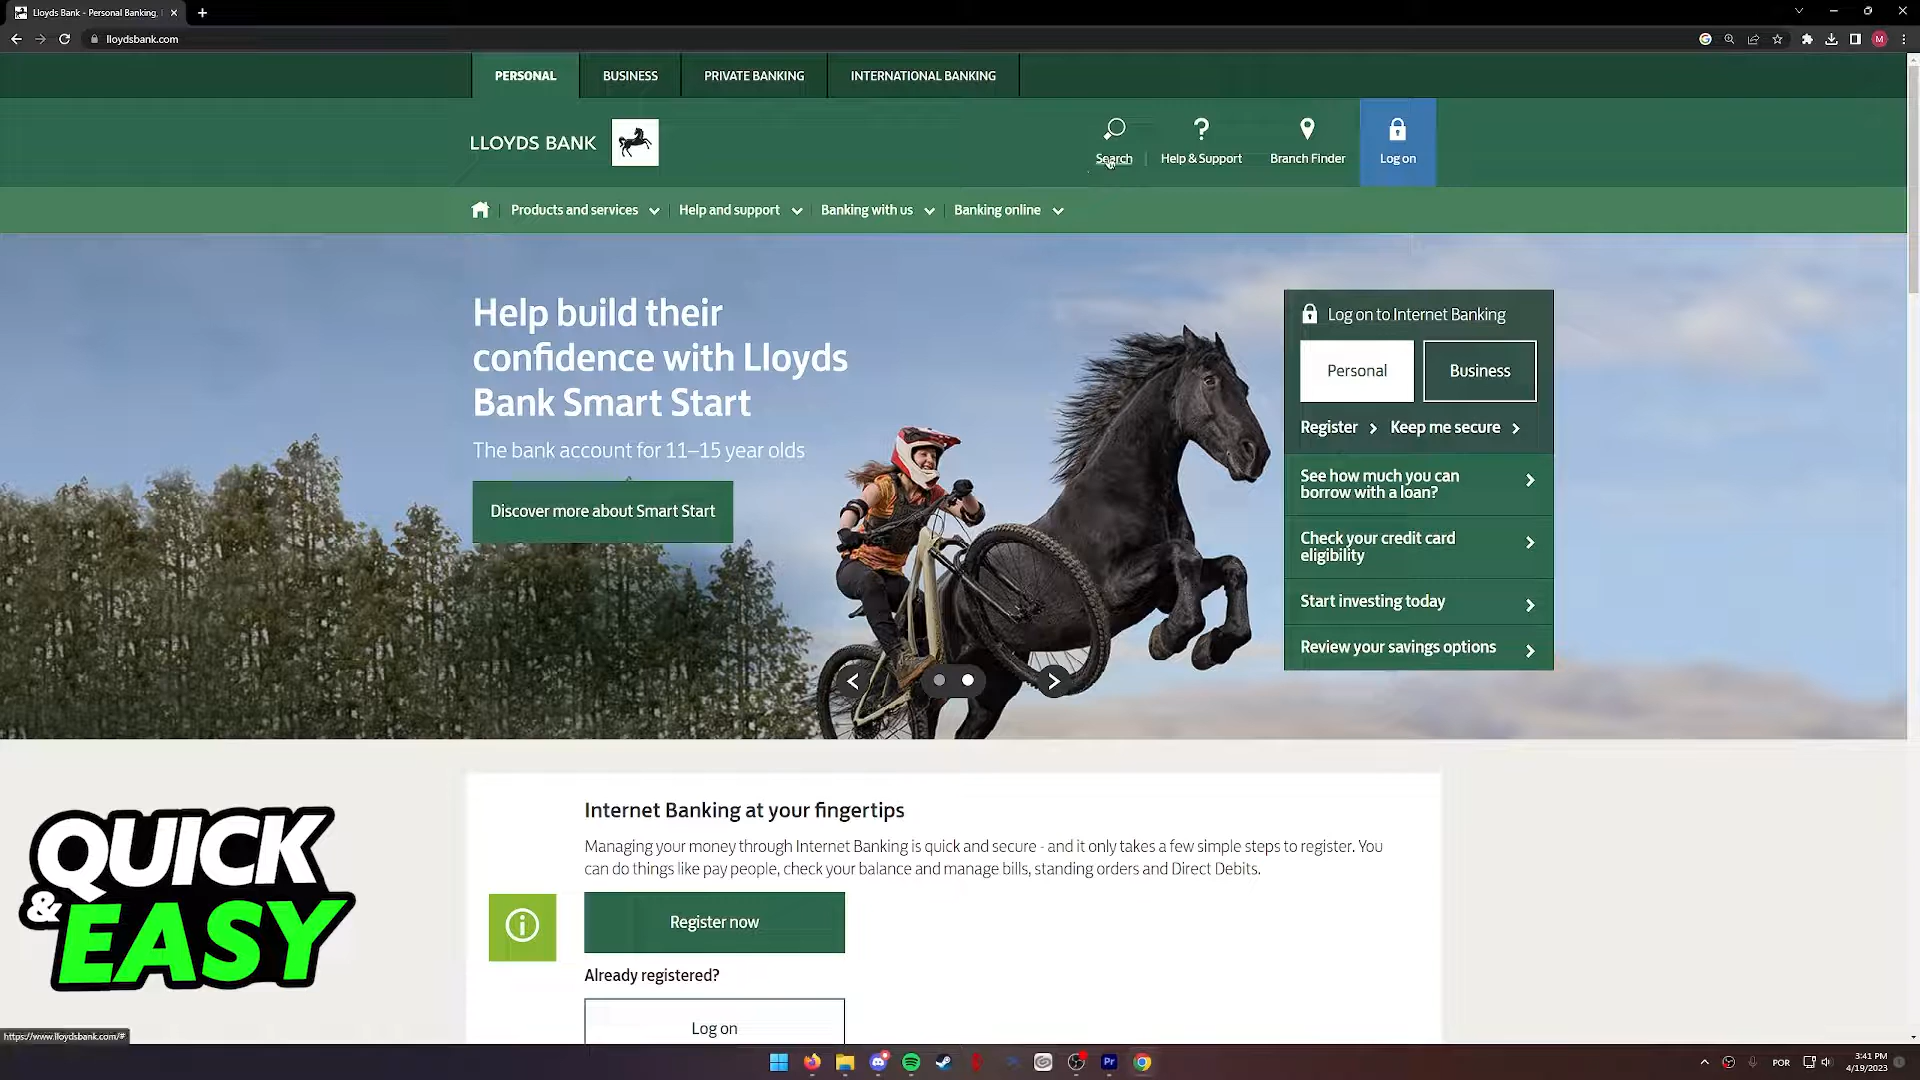 Lloyds Bank - Personal Banking,
lloydsbank.com
M
PERSONAL
BUSINESS
PRIVATE BANKING
INTERNATIONAL BANKING
LLOYDS BANK
Search
Help & Support
Branch Finder
Log on
Products and services
Help and support
Banking with us
Banking online
Help build their
confidence with Lloyds
Bank Smart Start
The bank account for 11–15 year olds
Discover more about Smart Start
Log on to Internet Banking
Personal
Business
Register
Keep me secure
See how much you can
borrow with a loan?
Check your credit card
eligibility
Start investing today
Review your savings options
Internet Banking at your fingertips
Managing your money through Internet Banking is quick and secure - and it only takes a few simple steps to register. You
can do things like pay people, check your balance and manage bills, standing orders and Direct Debits.
Register now
Already registered?
Log on
QUICK
& EASY
https://www.lloydsbank.com/#
Pr
POR
3:41 PM
4/19/2023